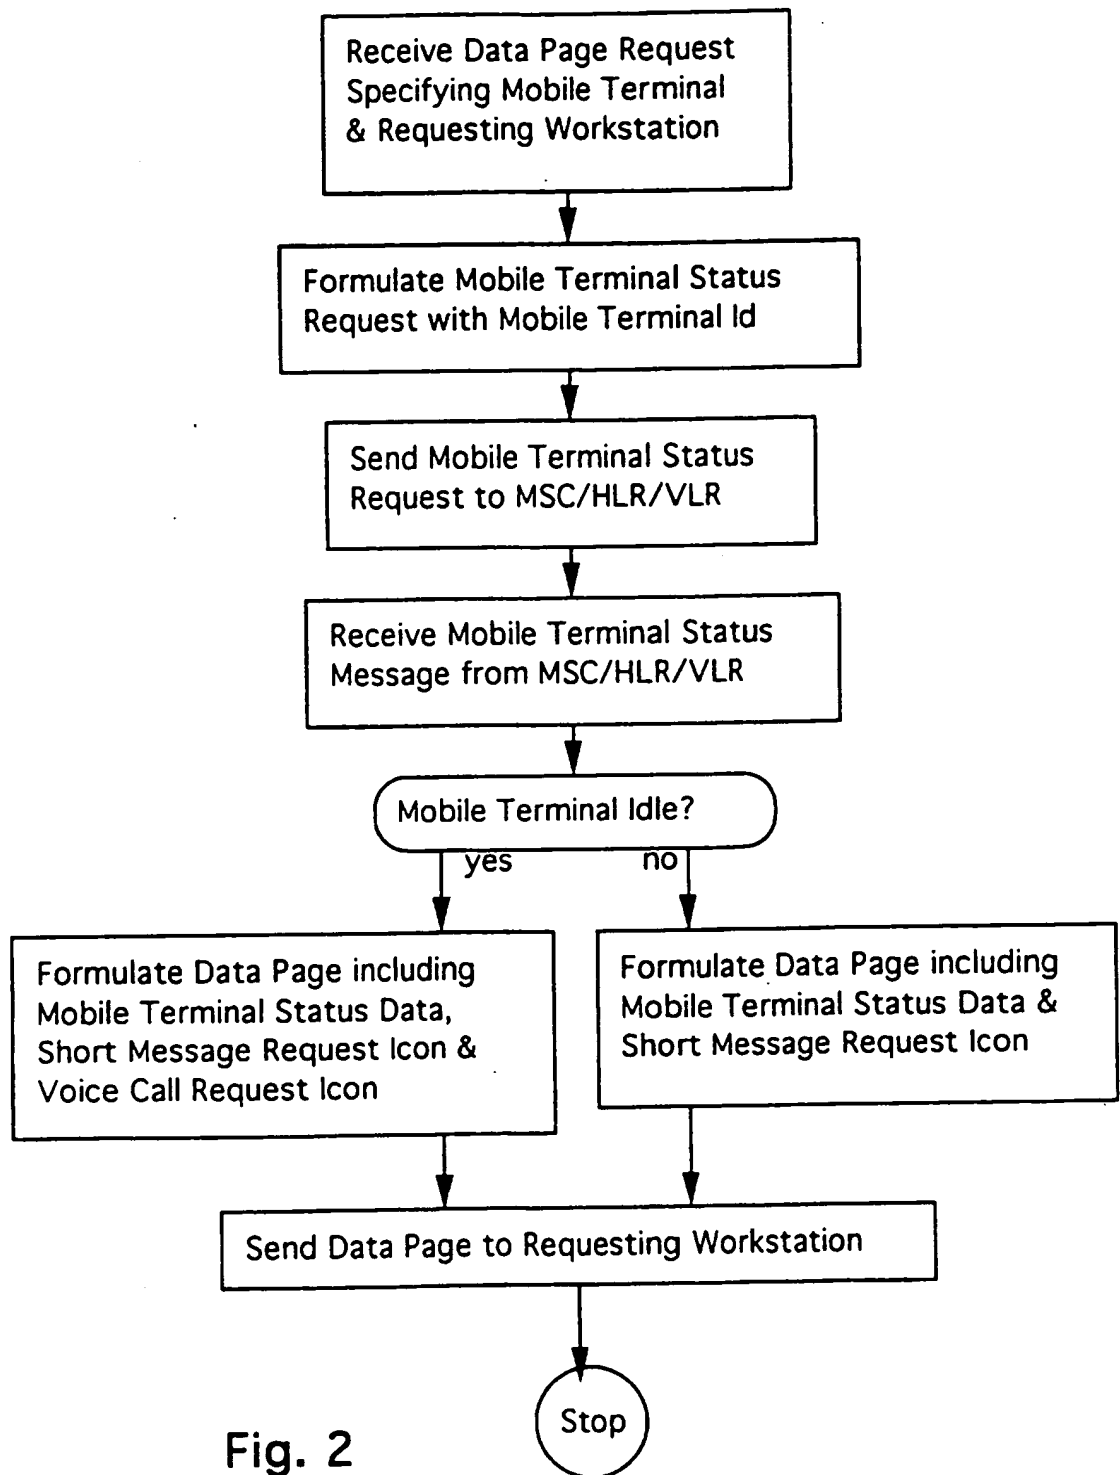 Receive Data Page Request
Specifying Mobile Terminal
& Requesting Workstation
Formulate Mobile Terminal Status
Request with Mobile Terminal Id
Send Mobile Terminal Status
Request to MSC/HLR/VLR
Receive Mobile Terminal Status
Message from MSC/HLR/VLR
Mobile Terminal Idle?
yes
no
Formulate Data Page including
Mobile Terminal Status Data,
Short Message Request Icon &
Voice Call Request Icon
Formulate Data Page including
Mobile Terminal Status Data &
Short Message Request Icon
Send Data Page to Requesting Workstation
Stop
Fig. 2